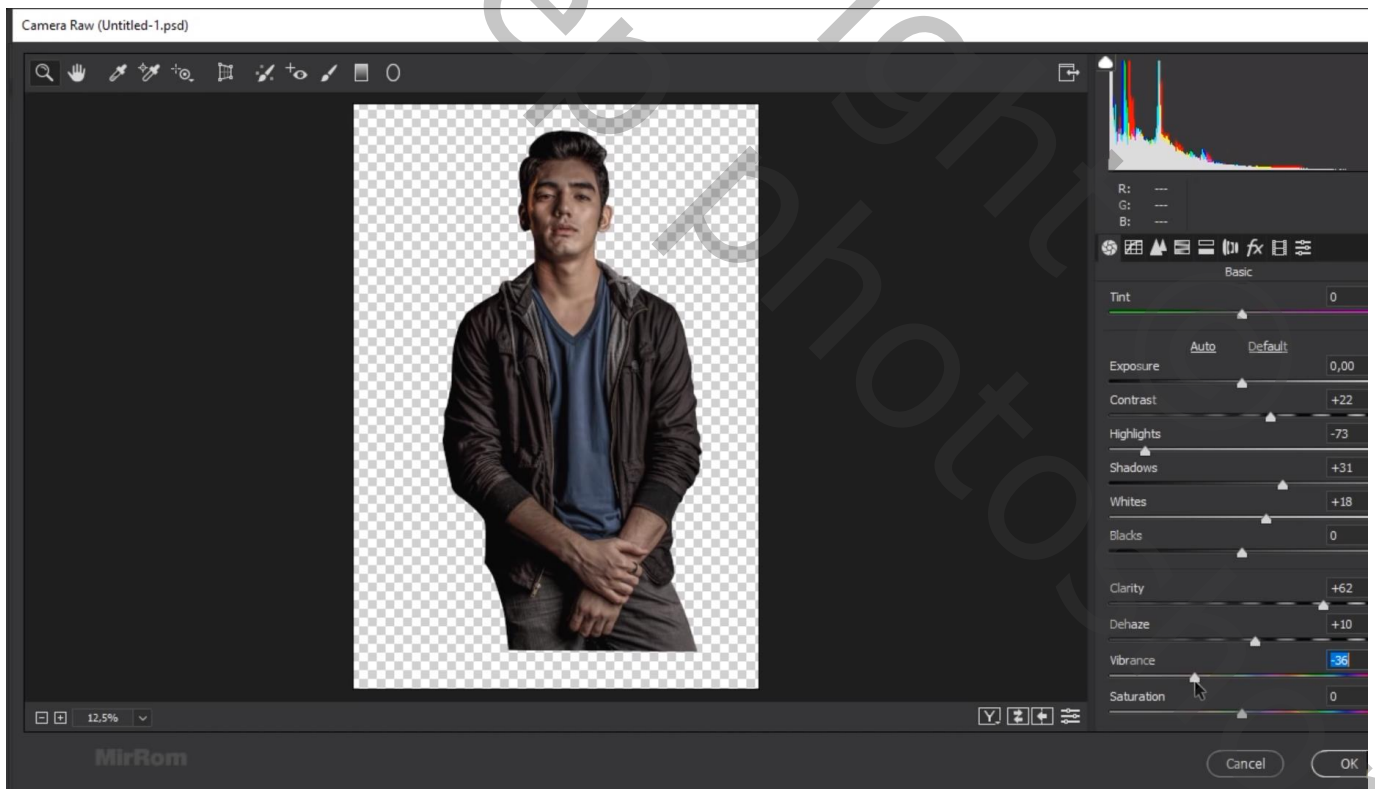 Camera Raw (Untitled-1.psd)
R: ---
G: ---
B: ---
fx
Basic
Tint 0
Auto Default
Exposure 0,00
Contrast +22
Highlights -73
Shadows +31
Whites +18
Blacks 0
Clarity +62
Dehaze +10
Vibrance -36
Saturation 0
12,5%
Y
MirRom
Cancel OK